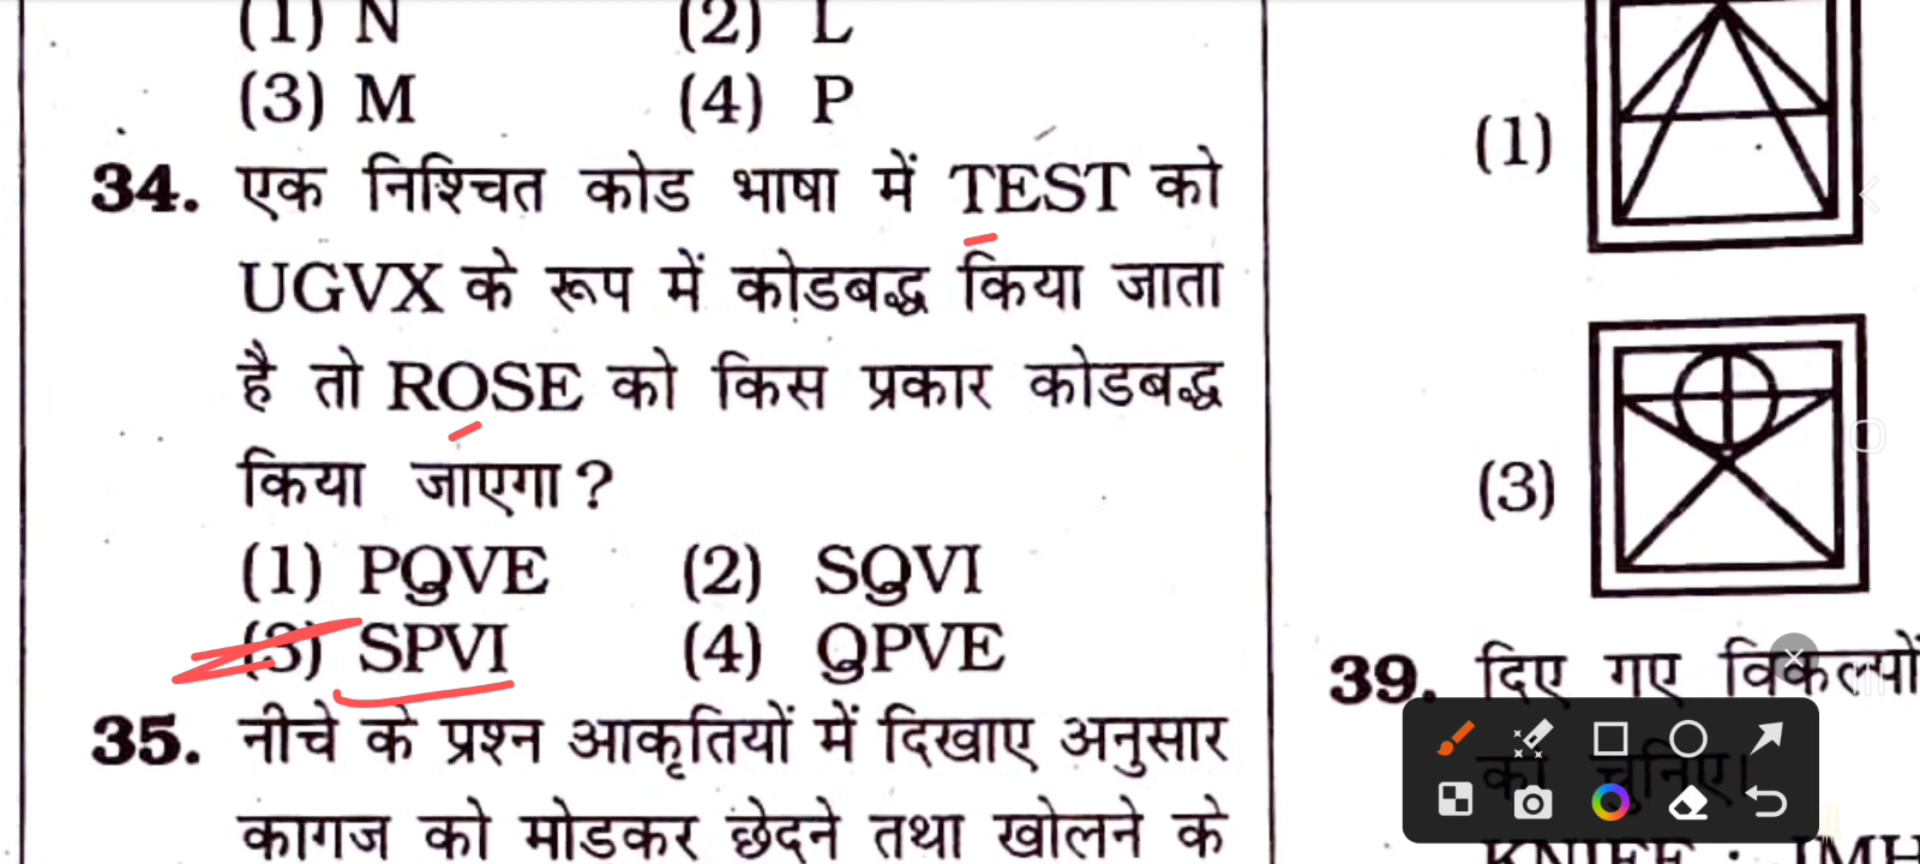 (1) N (2) L
(3) M (4) P
34. एक निश्चित कोड भाषा में TEST को
UGVX के रूप में कोडबद्ध किया जाता
है तो ROSE को किस प्रकार कोडबद्ध
किया जाएगा ?
(1) PQVE (2) SQVI
(3) SPVI (4) QPVE
35. नीचे के प्रश्न आकृतियों में दिखाए अनुसार
कागज को मोडकर छेदने तथा खोलने के
(1)
(3)
39. दिए गए विकल्पों
को चुनिए।